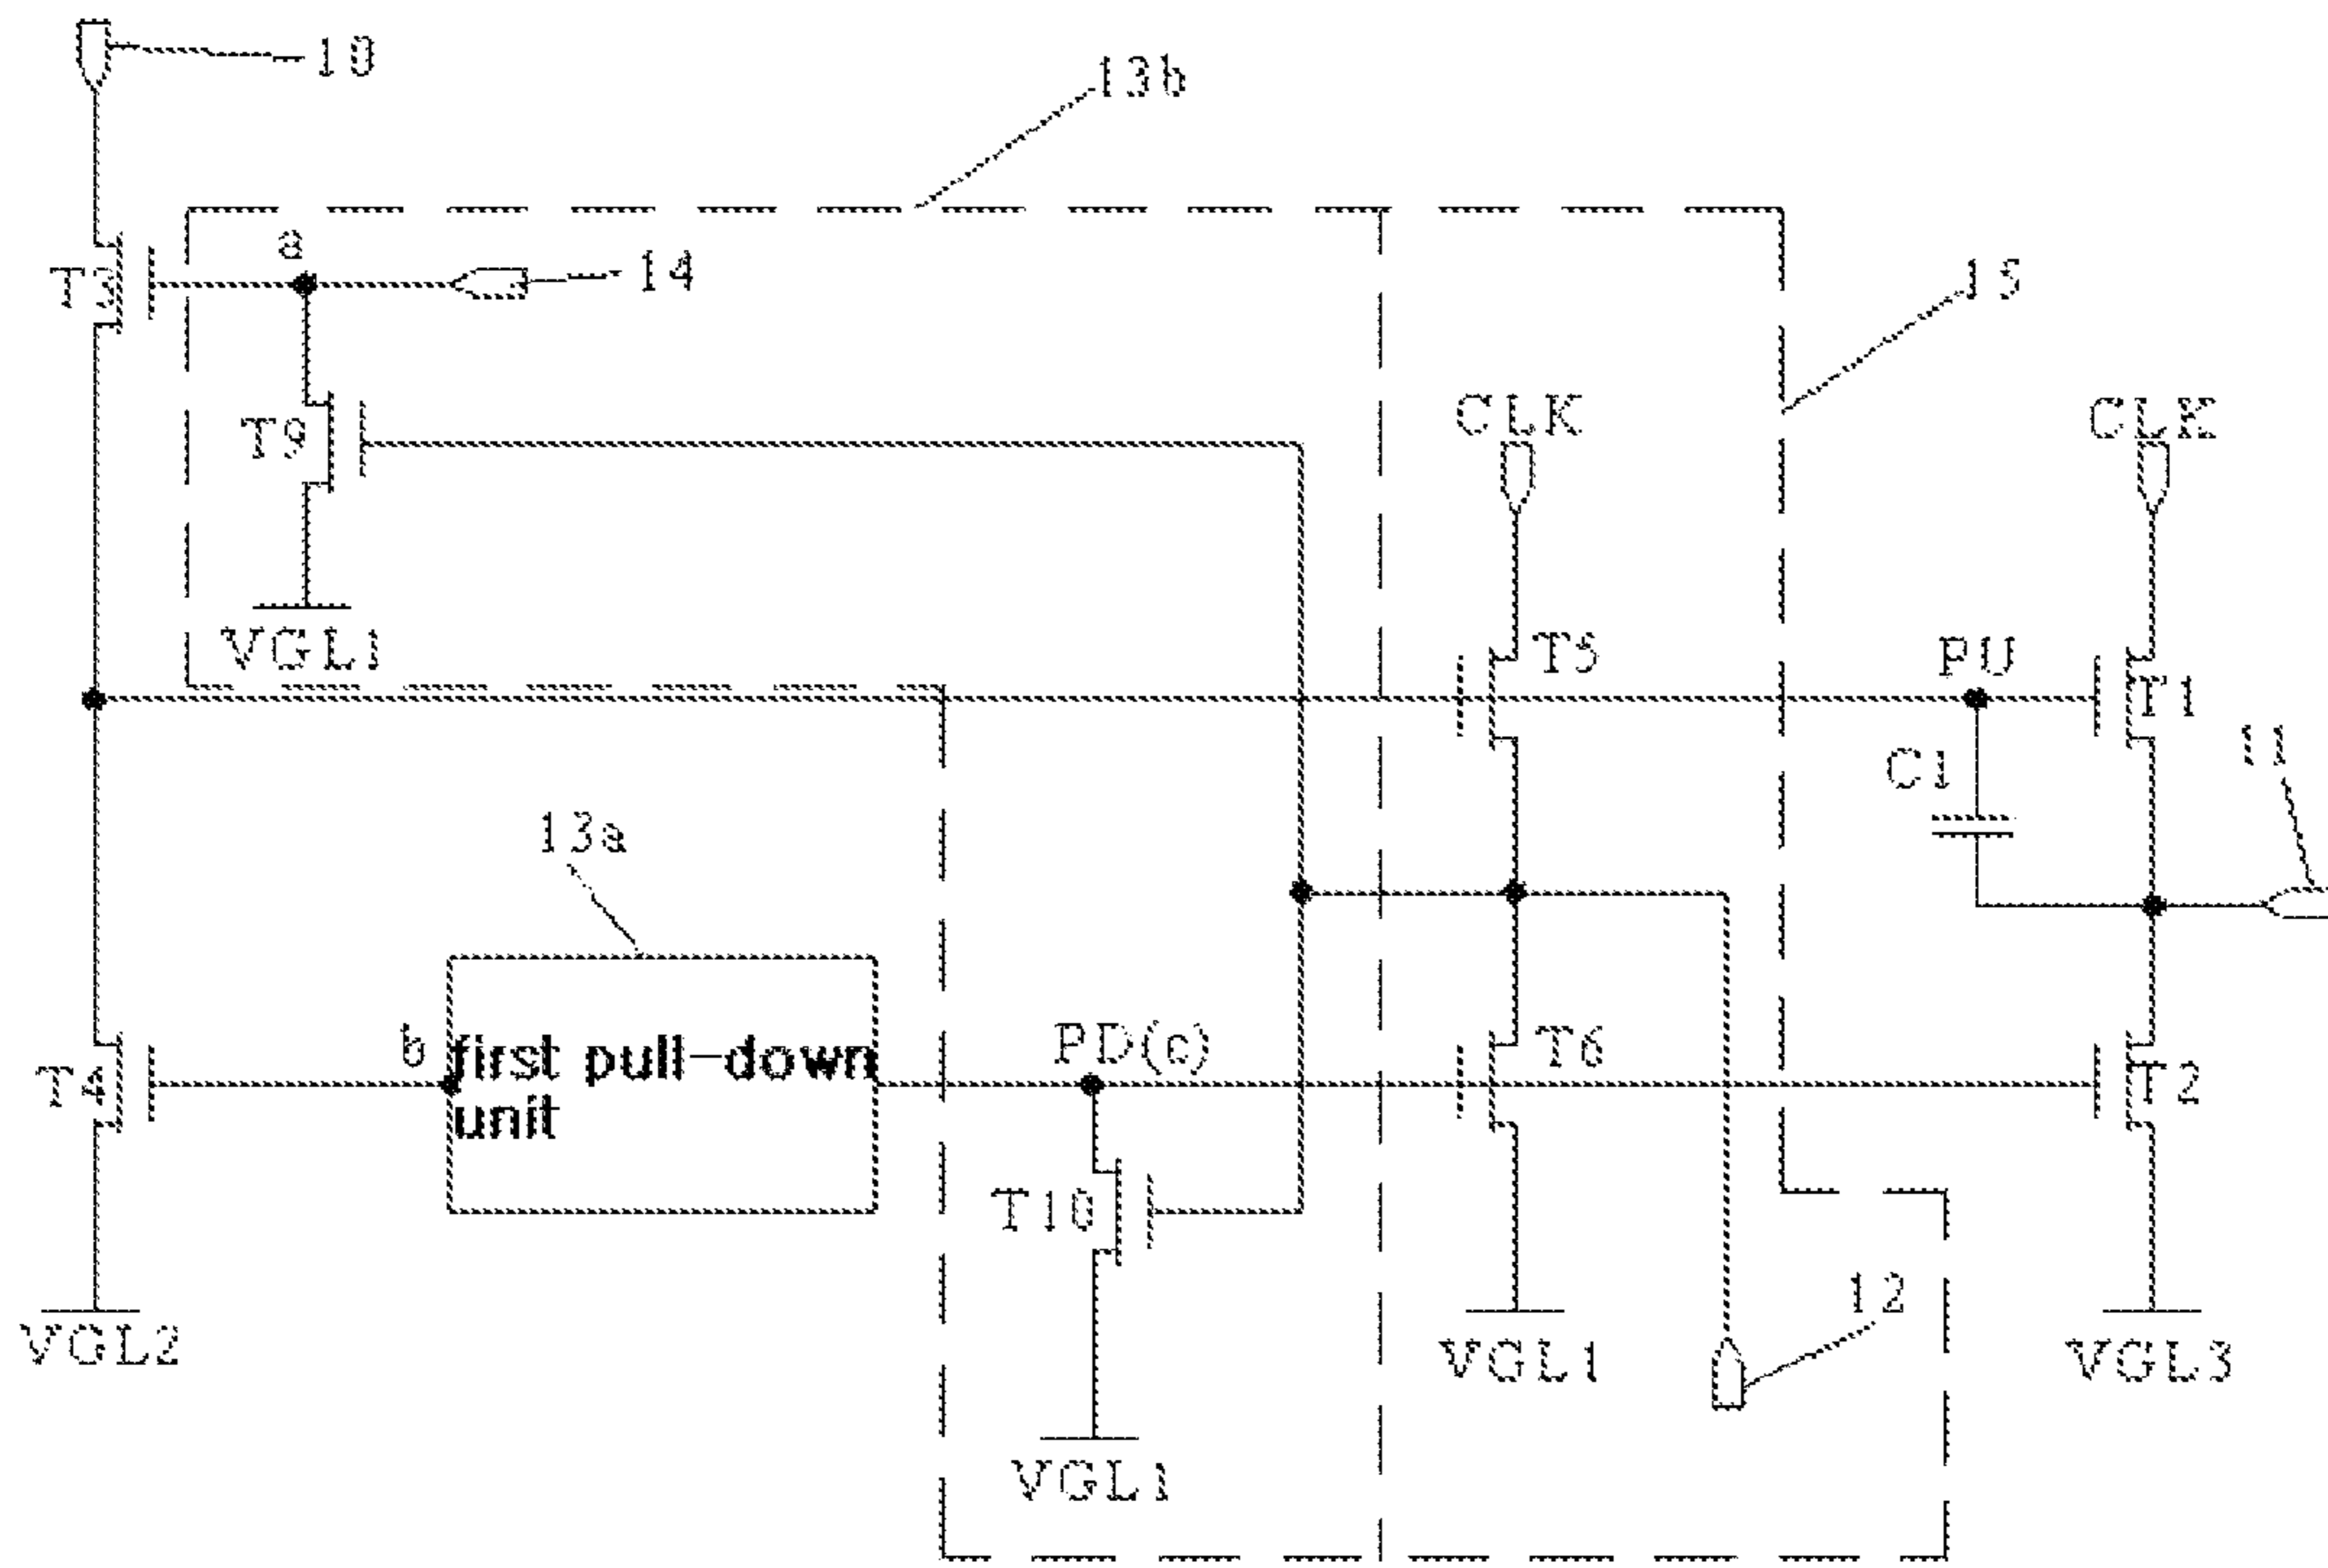 10
13b
a
14
T3
15
T9
CLK
CLK
VGL1
T5
PU
T1
C1
11
13a
b
first pull-down
unit
PD(c)
T6
T4
T2
T10
12
VGL2
VGL1
VGL3
VGL1